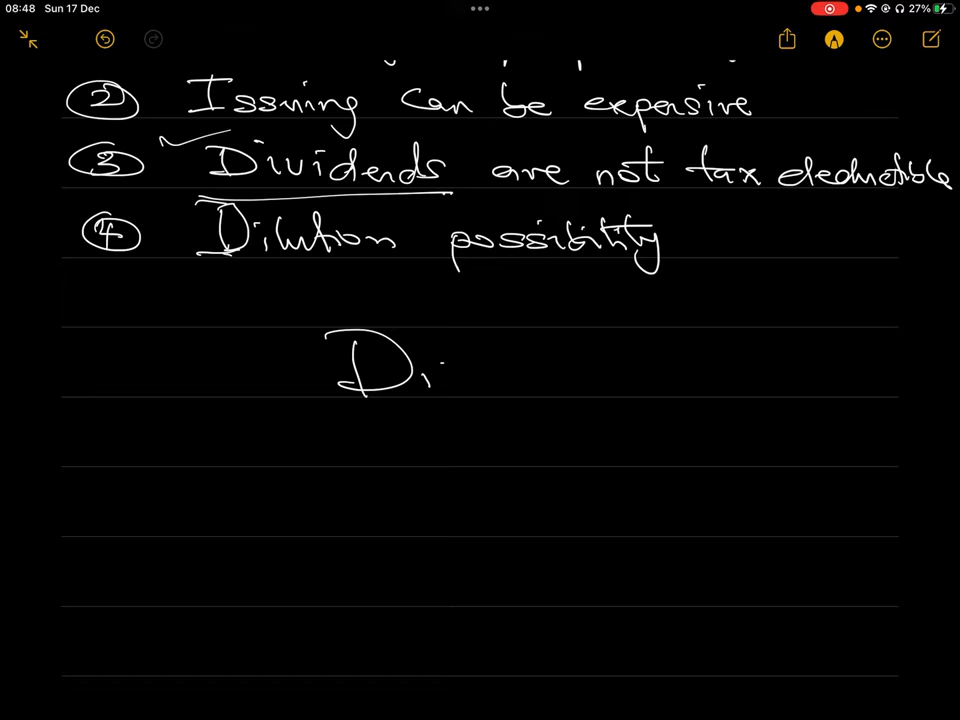 08:48 Sun 17 Dec 27%
② Issuing can be expensive
③ Dividends are not tax deductible
④ Dilution possibility
Di